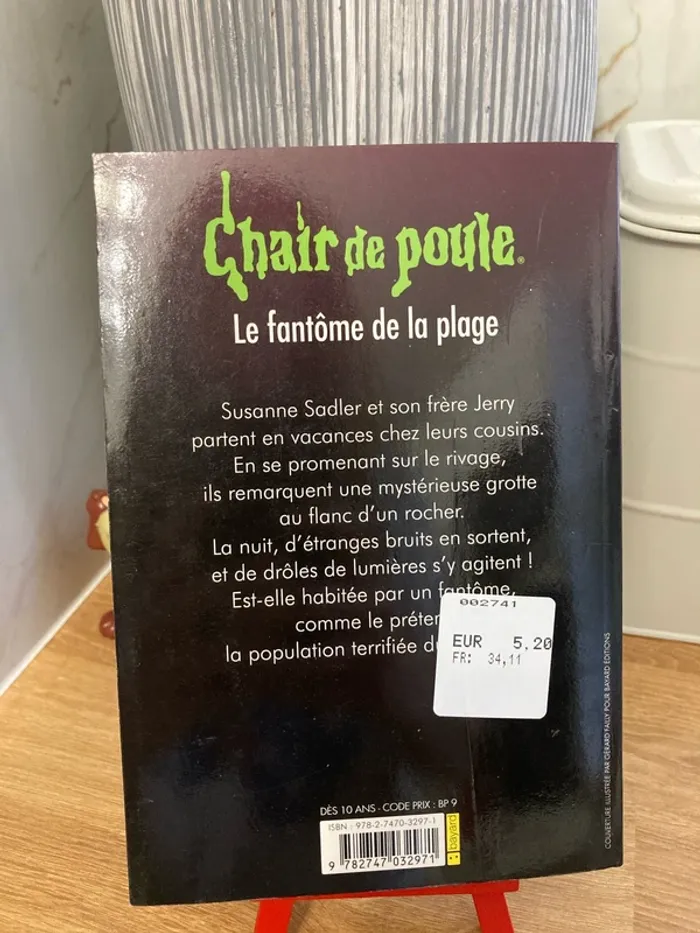 Chair de poule®
Le fantôme de la plage
Susanne Sadler et son frère Jerry
partent en vacances chez leurs cousins.
En se promenant sur le rivage,
ils remarquent une mystérieuse grotte
au flanc d'un rocher.
La nuit, d'étranges bruits en sortent,
et de drôles de lumières s'y agitent !
Est-elle habitée par un fantôme,
comme le
la population terrifiée
002741
EUR 5.20
FR: 34,11
COUVERTURE ILLUSTRÉE PAR GÉRARD FAILLY POUR BAYARD ÉDITIONS
DÈS 10 ANS - CODE PRIX : BP 9
ISBN : 978-2-7470-3297-1
9 782747 032971
bayard